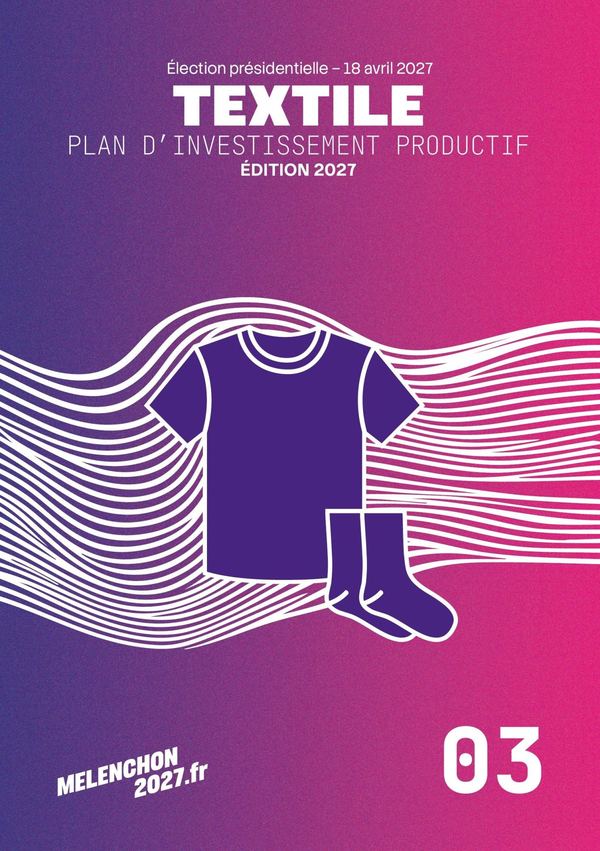 Élection présidentielle – 18 avril 2027
TEXTILE
PLAN D'INVESTISSEMENT PRODUCTIF
ÉDITION 2027
MELENCHON
2027.fr
03